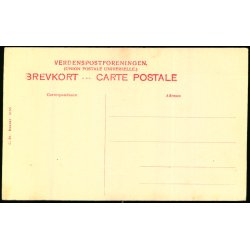 VERDENSPOSTFORENINGEN.
(UNION POSTALE UNIVERSELLE.)
BREVKORT — CARTE POSTALE
Correspondance
Adresse